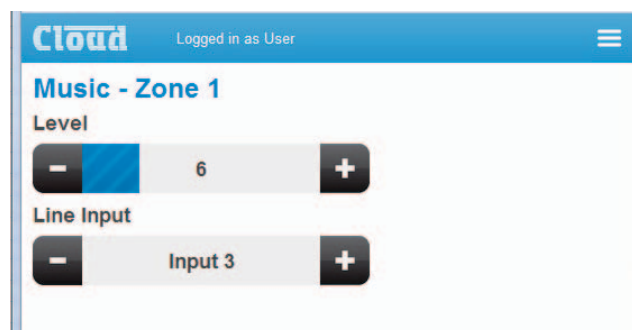 Cloud Logged in as User
Music - Zone 1
Level
- 6 +
Line Input
- Input 3 +